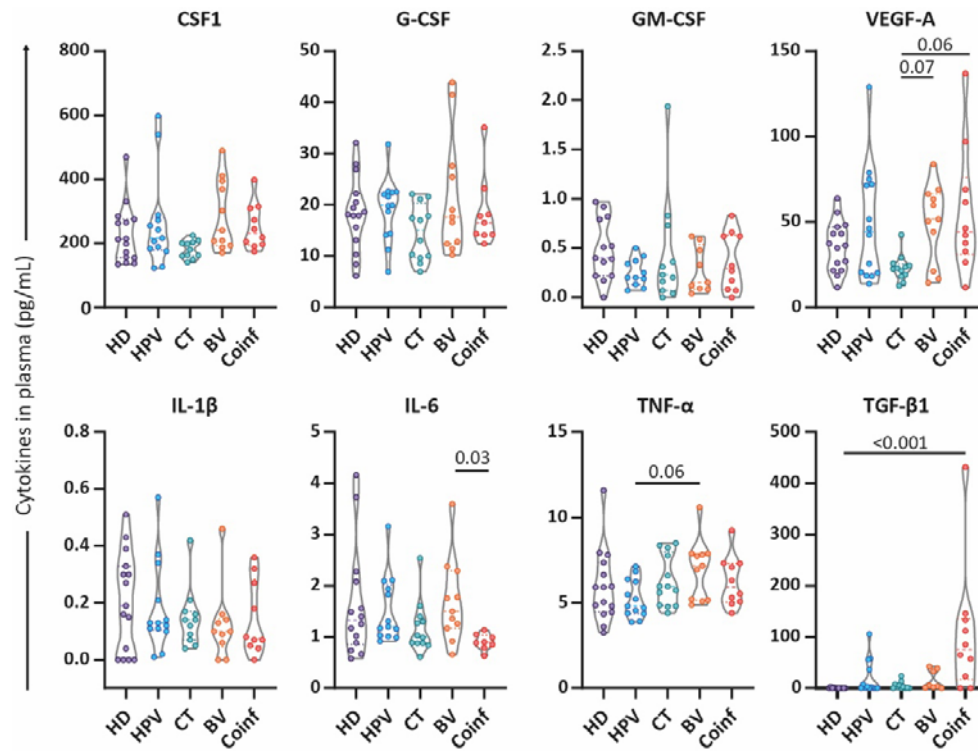 CSF1
G-CSF
GM-CSF
VEGF-A
Cytokines in plasma (pg/mL)
800
600
400
200
0
HD
HPV
CT
BV
Coinf
50
40
30
20
10
0
HD
HPV
CT
BV
Coinf
2.5
2.0
1.5
1.0
0.5
0.0
HD
HPV
CT
BV
Coinf
150
100
50
0
0.06
0.07
HD
HPV
CT
BV
Coinf
IL-1β
IL-6
TNF-α
TGF-β1
0.8
0.6
0.4
0.2
0.0
HD
HPV
CT
BV
Coinf
5
4
3
2
1
0
0.03
HD
HPV
CT
BV
Coinf
15
10
5
0
0.06
HD
HPV
CT
BV
Coinf
500
400
300
200
100
0
<0.001
HD
HPV
CT
BV
Coinf